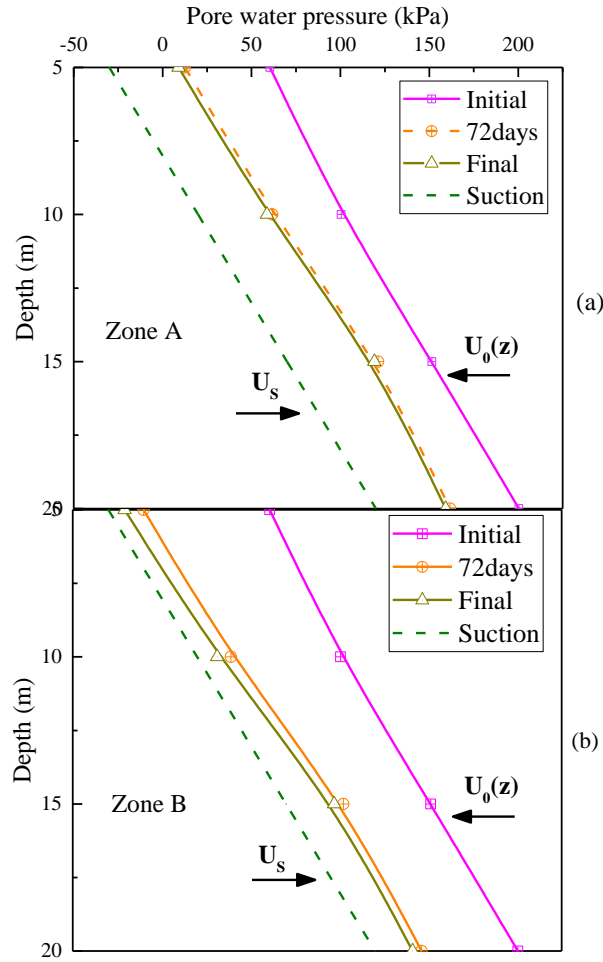 Pore water pressure (kPa)
-50 0 50 100 150 200
5
10
15
20
Depth (m)
Initial
72days
Final
Suction
Zone A
U₀(z)
Uₛ
(a)
5
10
15
20
Depth (m)
Initial
72days
Final
Suction
Zone B
U₀(z)
Uₛ
(b)